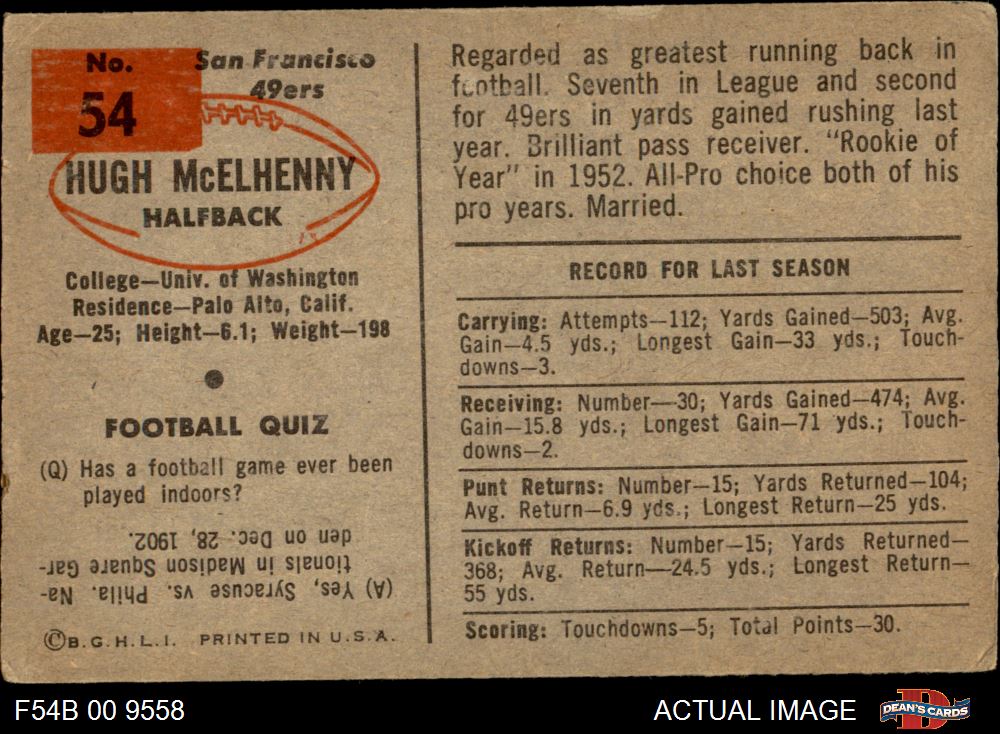 No.
54
San Francisco
49ers
HUGH McELHENNY
HALFBACK
College—Univ. of Washington
Residence—Palo Alto, Calif.
Age—25; Height—6.1; Weight—198
FOOTBALL QUIZ
(Q) Has a football game ever been
played indoors?
(A) Yes, Syracuse vs. Phila. Na-
tionals in Madison Square Gar-
den on Dec. 28, 1902.
©B.G.H.L.I. PRINTED IN U.S.A.
Regarded as greatest running back in
football. Seventh in League and second
for 49ers in yards gained rushing last
year. Brilliant pass receiver. "Rookie of
Year" in 1952. All-Pro choice both of his
pro years. Married.
RECORD FOR LAST SEASON
Carrying: Attempts—112; Yards Gained—503; Avg.
Gain—4.5 yds.; Longest Gain—33 yds.; Touch-
downs—3.
Receiving: Number—30; Yards Gained—474; Avg.
Gain—15.8 yds.; Longest Gain—71 yds.; Touch-
downs—2.
Punt Returns: Number—15; Yards Returned—104;
Avg. Return—6.9 yds.; Longest Return—25 yds.
Kickoff Returns: Number—15; Yards Returned—
368; Avg. Return—24.5 yds.; Longest Return—
55 yds.
Scoring: Touchdowns—5; Total Points—30.
F54B 00 9558
ACTUAL IMAGE
D
DEAN'S CARDS